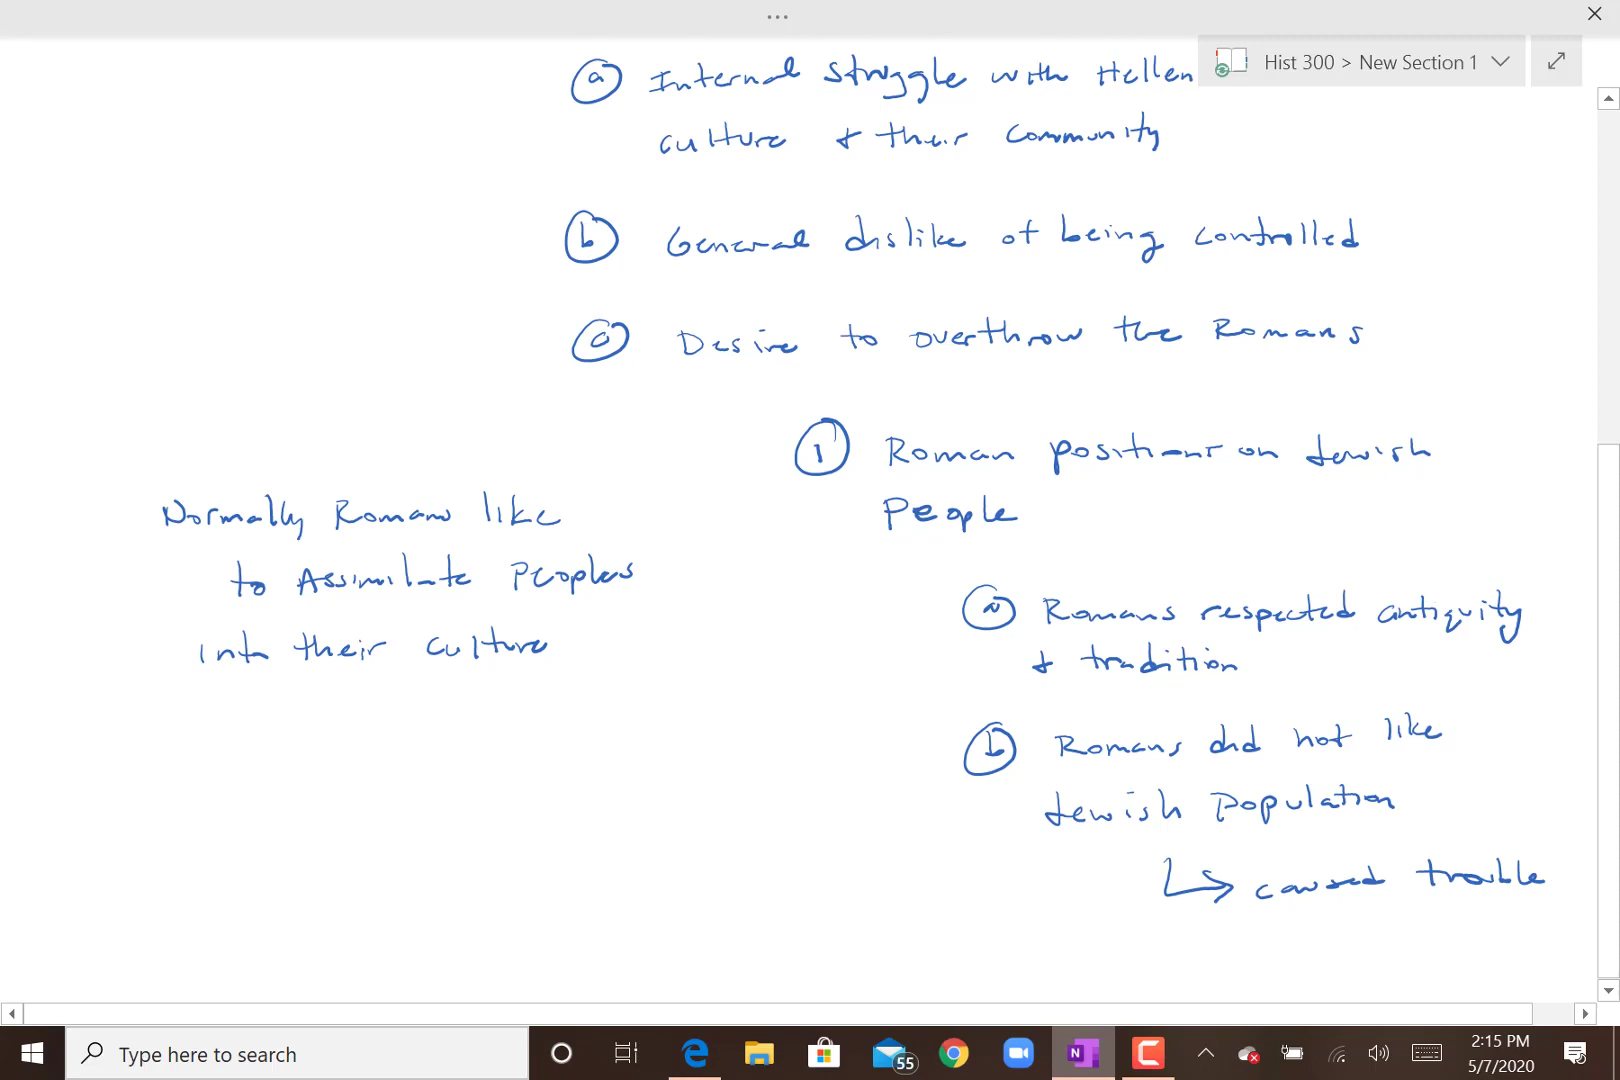 Hist 300 > New Section 1
a Internal struggle with Hellen
culture & their community
b General dislike of being controlled
c Desire to overthrow the Romans
1 Roman positions on Jewish
People
Normally Romans like
to Assimilate Peoples
into their culture
a Romans respected antiquity
& tradition
b Romans did not like
Jewish Population
↳ caused trouble
Type here to search
55
N
2:15 PM
5/7/2020